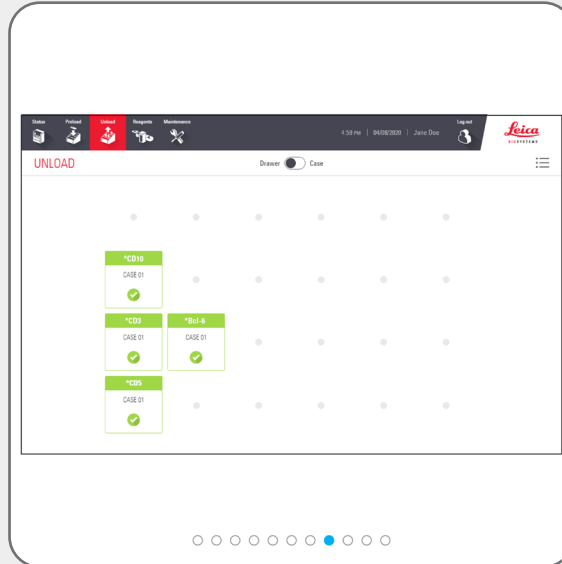 Status Preload Unload Reagents Maintenance
4:59 PM | 04/09/2020 | Jane Doe
Log out
Leica
BIOSYSTEMS
UNLOAD
Drawer Case
*CD10
CASE 01
*CD3 *Bcl-6
CASE 01 CASE 01
*CD5
CASE 01